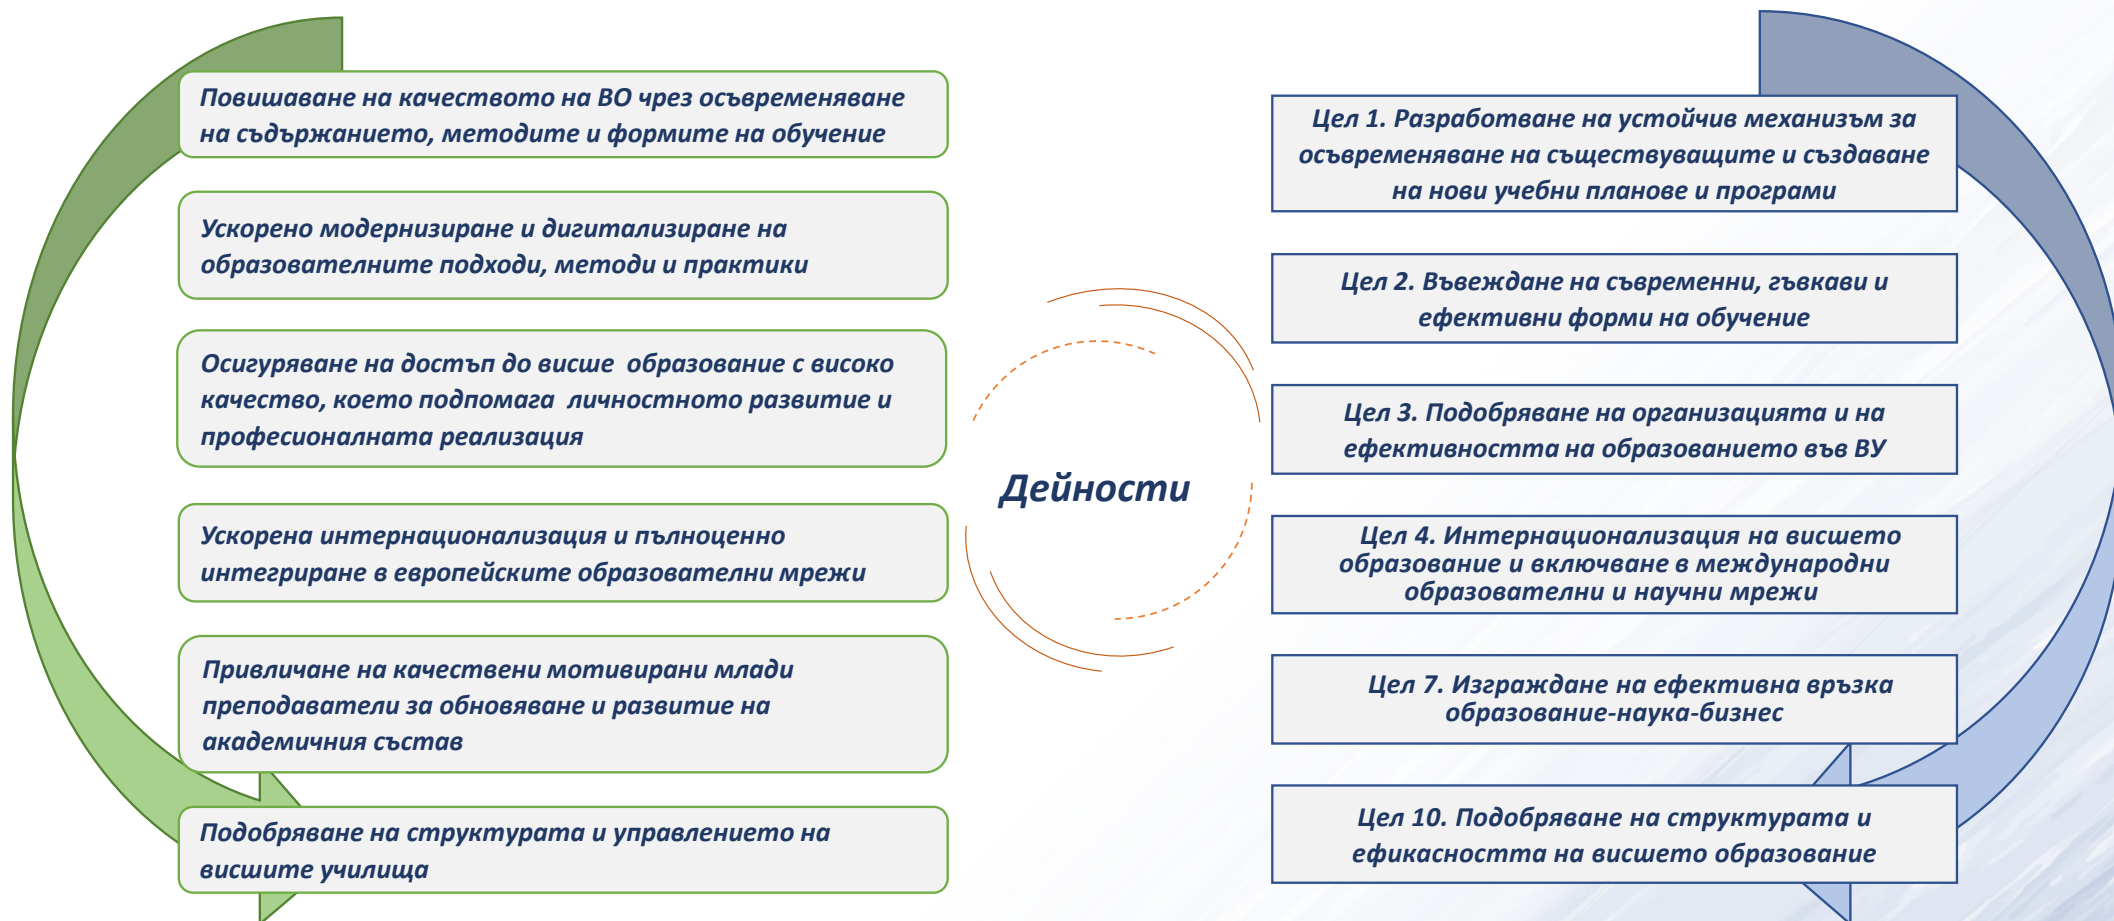 Повишаване на качеството на ВО чрез осъвременяване
на съдържанието, методите и формите на обучение
Ускорено модернизиране и дигитализиране на
образователните подходи, методи и практики
Осигуряване на достъп до висше образование с високо
качество, което подпомага личностното развитие и
професионалната реализация
Ускорена интернационализация и пълноценно
интегриране в европейските образователни мрежи
Привличане на качествени мотивирани млади
преподаватели за обновяване и развитие на
академичния състав
Подобряване на структурата и управлението на
висшите училища
Дейности
Цел 1. Разработване на устойчив механизъм за
осъвременяване на съществуващите и създаване
на нови учебни планове и програми
Цел 2. Въвеждане на съвременни, гъвкави и
ефективни форми на обучение
Цел 3. Подобряване на организацията и на
ефективността на образованието във ВУ
Цел 4. Интернационализация на висшето
образование и включване в международни
образователни и научни мрежи
Цел 7. Изграждане на ефективна връзка
образование-наука-бизнес
Цел 10. Подобряване на структурата и
ефикасността на висшето образование